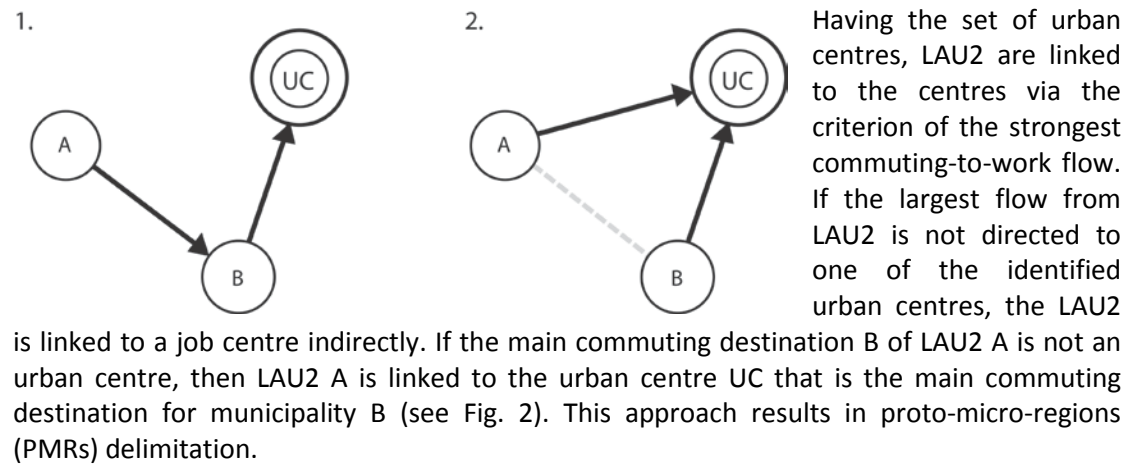 1.
UC
A
B
2.
UC
A
B
Having the set of urban
centres, LAU2 are linked
to the centres via the
criterion of the strongest
commuting-to-work flow.
If the largest flow from
LAU2 is not directed to
one of the identified
urban centres, the LAU2
is linked to a job centre indirectly. If the main commuting destination B of LAU2 A is not an
urban centre, then LAU2 A is linked to the urban centre UC that is the main commuting
destination for municipality B (see Fig. 2). This approach results in proto-micro-regions
(PMRs) delimitation.